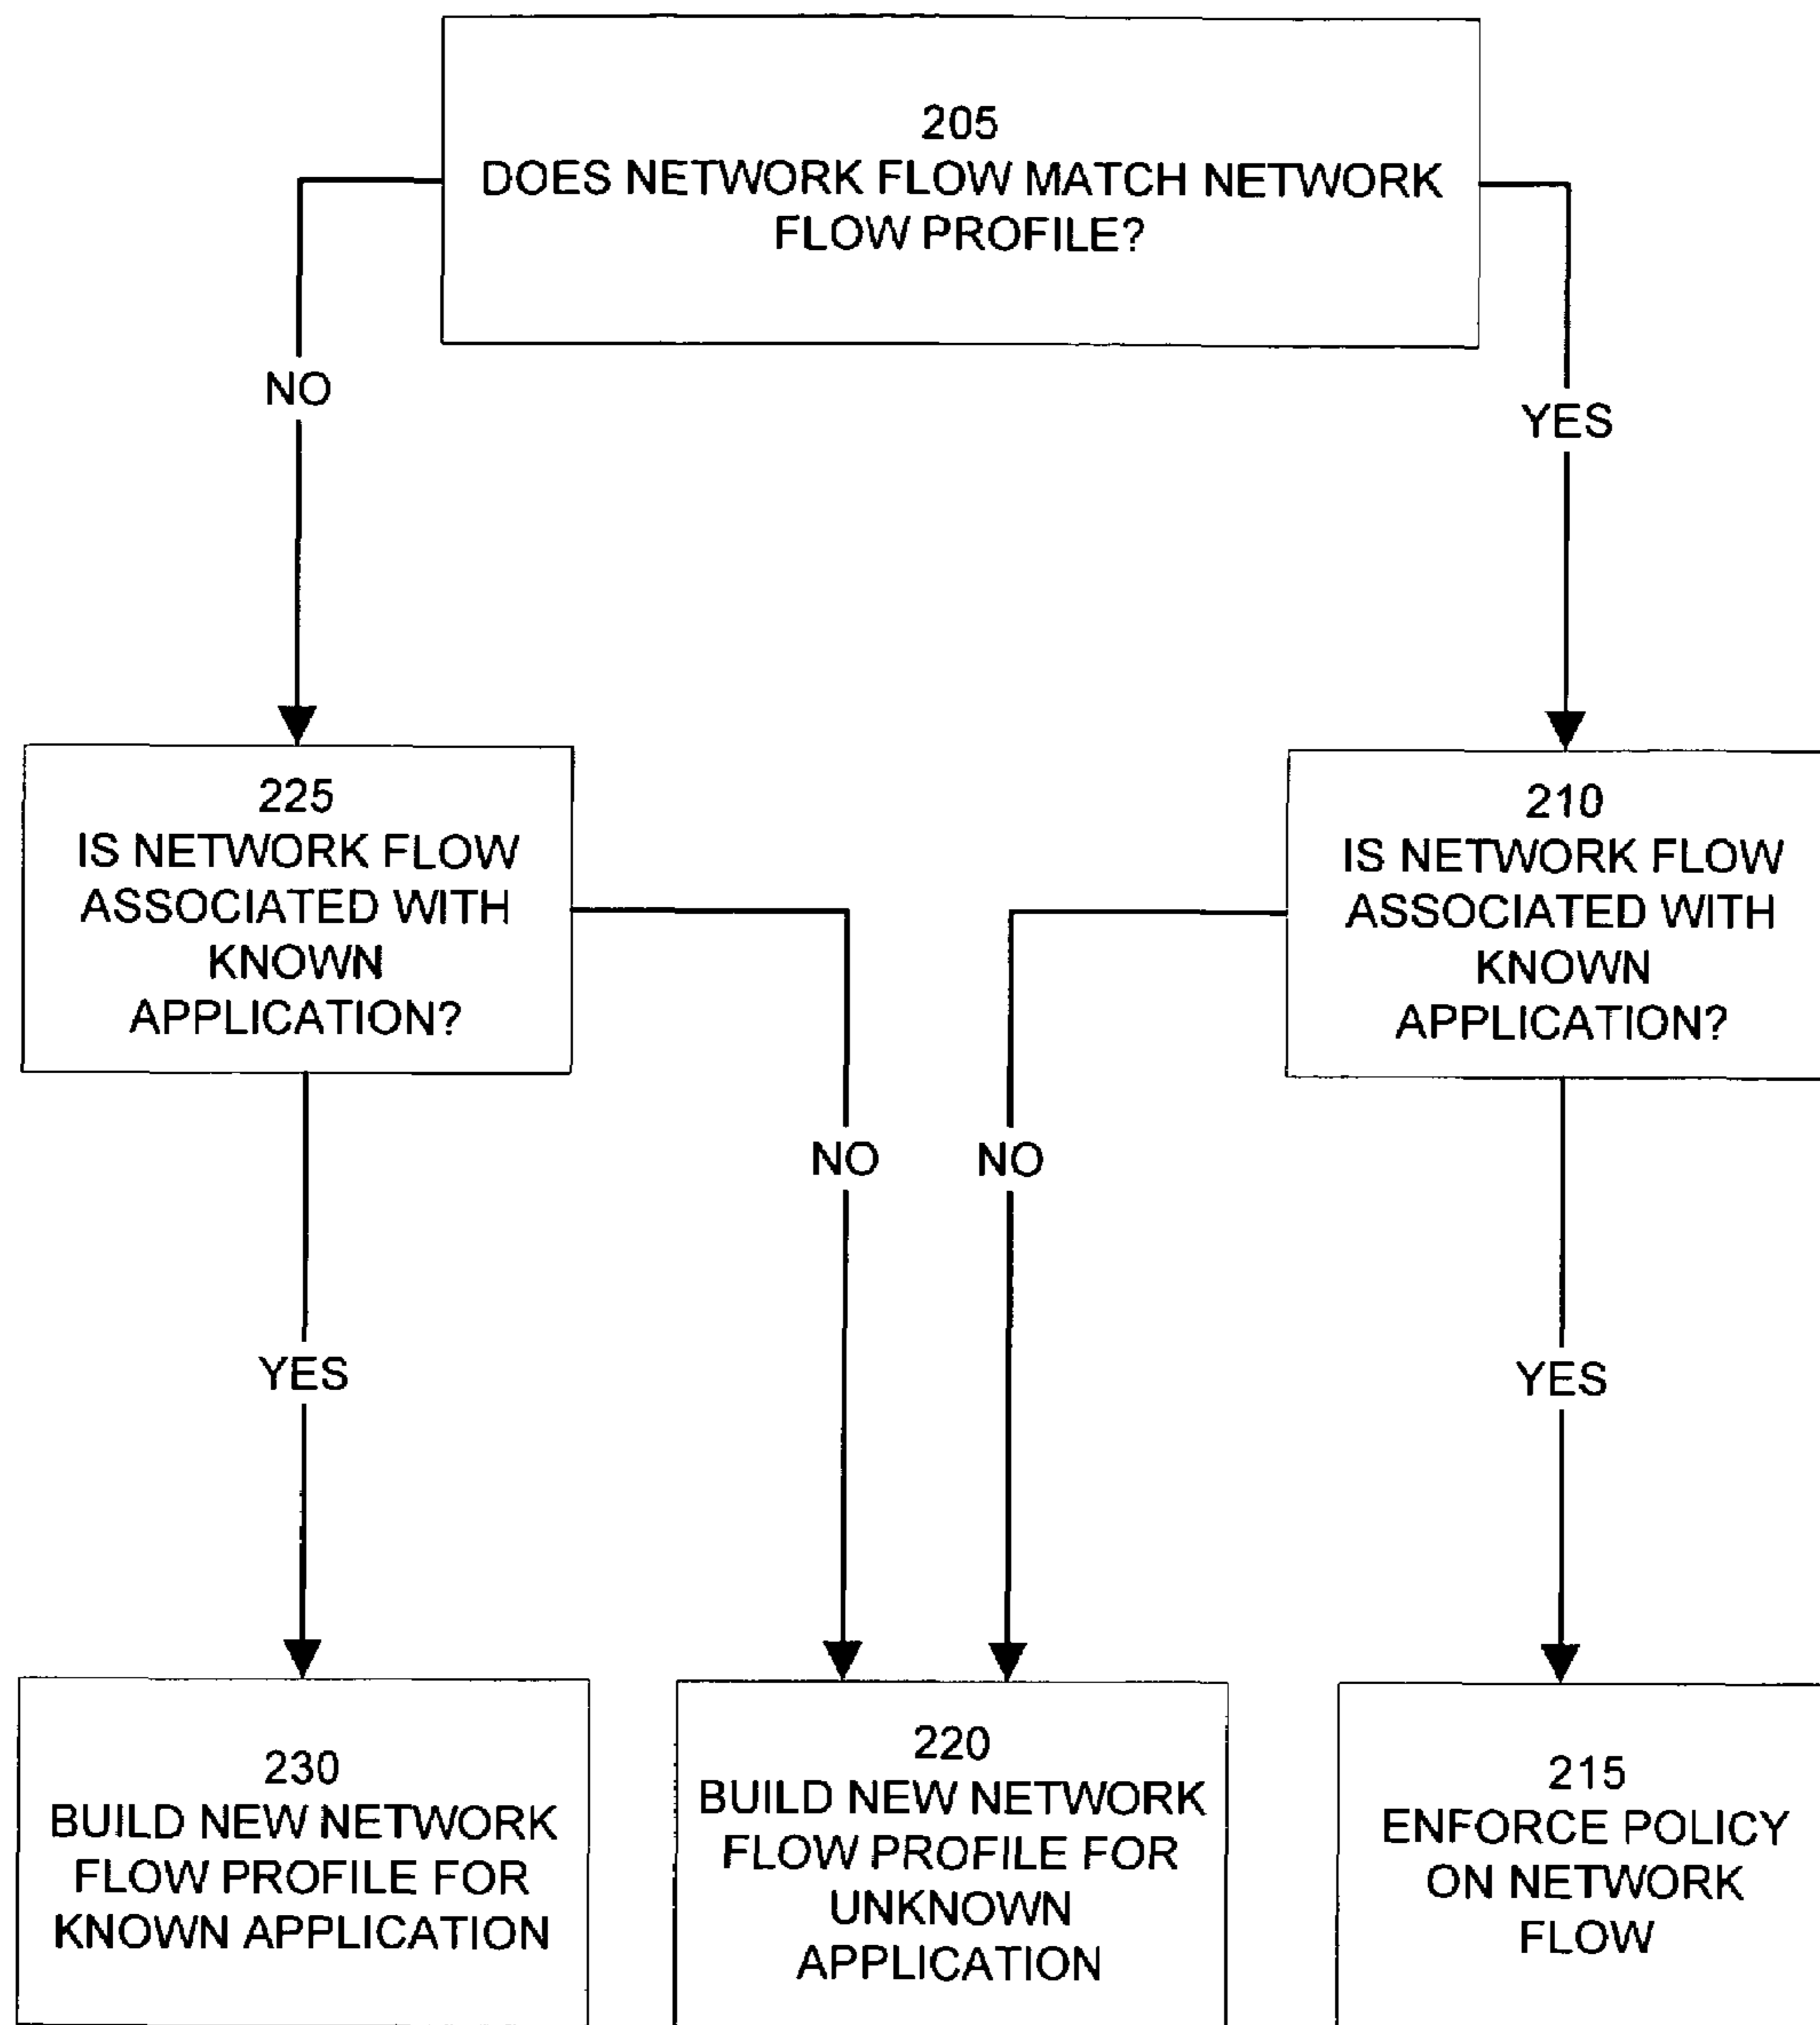 205
DOES NETWORK FLOW MATCH NETWORK
FLOW PROFILE?
NO
YES
225
IS NETWORK FLOW
ASSOCIATED WITH
KNOWN
APPLICATION?
210
IS NETWORK FLOW
ASSOCIATED WITH
KNOWN
APPLICATION?
NO
NO
YES
YES
230
BUILD NEW NETWORK
FLOW PROFILE FOR
KNOWN APPLICATION
220
BUILD NEW NETWORK
FLOW PROFILE FOR
UNKNOWN
APPLICATION
215
ENFORCE POLICY
ON NETWORK
FLOW